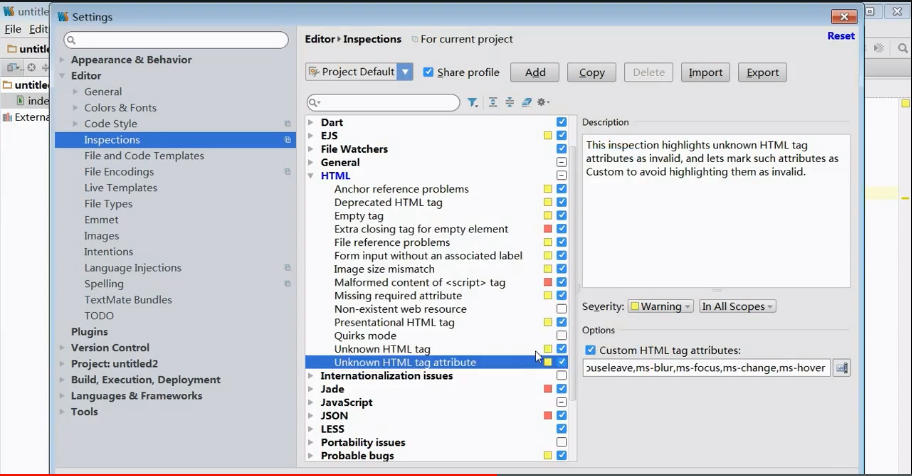 untitle
Settings
File Edit
untitle
Reset
Editor › Inspections For current project
Project Default Share profile Add Copy Delete Import Export
Appearance & Behavior
Editor
General
Colors & Fonts
Code Style
Inspections
File and Code Templates
File Encodings
Live Templates
File Types
Emmet
Images
Intentions
Language Injections
Spelling
TextMate Bundles
TODO
Plugins
Version Control
Project: untitled2
Build, Execution, Deployment
Languages & Frameworks
Tools
untitle
inde
Externa
Dart
EJS
File Watchers
General
HTML
Anchor reference problems
Deprecated HTML tag
Empty tag
Extra closing tag for empty element
File reference problems
Form input without an associated label
Image size mismatch
Malformed content of <script> tag
Missing required attribute
Non-existent web resource
Presentational HTML tag
Quirks mode
Unknown HTML tag
Unknown HTML tag attribute
Internationalization issues
Jade
JavaScript
JSON
LESS
Portability issues
Probable bugs
Description
This inspection highlights unknown HTML tag
attributes as invalid, and lets mark such attributes as
Custom to avoid highlighting them as invalid.
Severity: Warning In All Scopes
Options
Custom HTML tag attributes:
ouseleave,ms-blur,ms-focus,ms-change,ms-hover